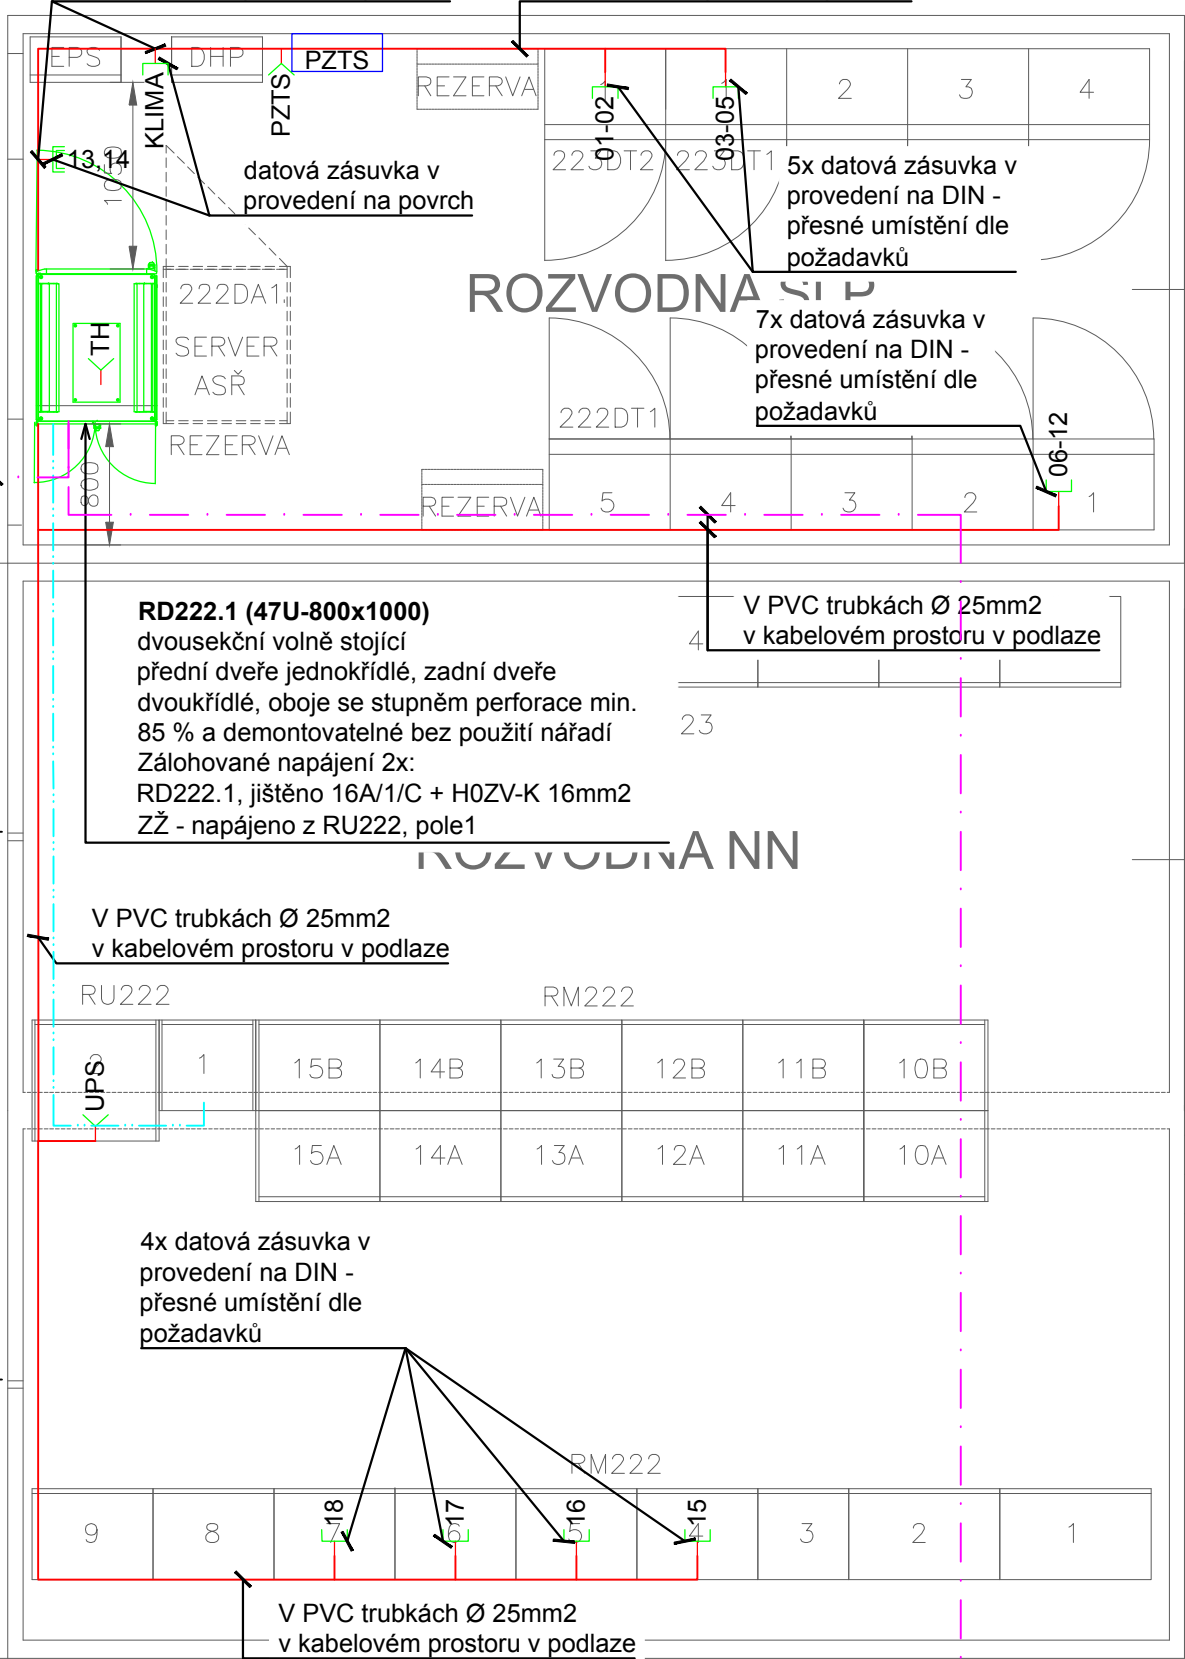 EPS
DHP
PZTS
REZERVA
2
3
4
KLIMA
PZTS
01-02
03-05
13,14
223DT2
223DT1
datová zásuvka v
provedení na povrch
5x datová zásuvka v
provedení na DIN -
přesné umístění dle
požadavků
ROZVODNA SLP
222DA1
SERVER
ASŘ
REZERVA
TH
7x datová zásuvka v
provedení na DIN -
přesné umístění dle
požadavků
222DT1
06-12
800
REZERVA
5
4
3
2
1
RD222.1 (47U-800x1000)
dvousekční volně stojící
přední dveře jednokřídlé, zadní dveře
dvoukřídlé, oboje se stupněm perforace min.
85 % a demontovatelné bez použití nářadí
Zálohované napájení 2x:
RD222.1, jištěno 16A/1/C + H0ZV-K 16mm2
ZŽ - napájeno z RU222, pole1
V PVC trubkách Ø 25mm2
v kabelovém prostoru v podlaze
4
23
ROZVODNA NN
V PVC trubkách Ø 25mm2
v kabelovém prostoru v podlaze
RU222
RM222
UPS
1
15B
14B
13B
12B
11B
10B
15A
14A
13A
12A
11A
10A
4x datová zásuvka v
provedení na DIN -
přesné umístění dle
požadavků
RM222
18
17
16
15
9
8
7
6
5
4
3
2
1
V PVC trubkách Ø 25mm2
v kabelovém prostoru v podlaze